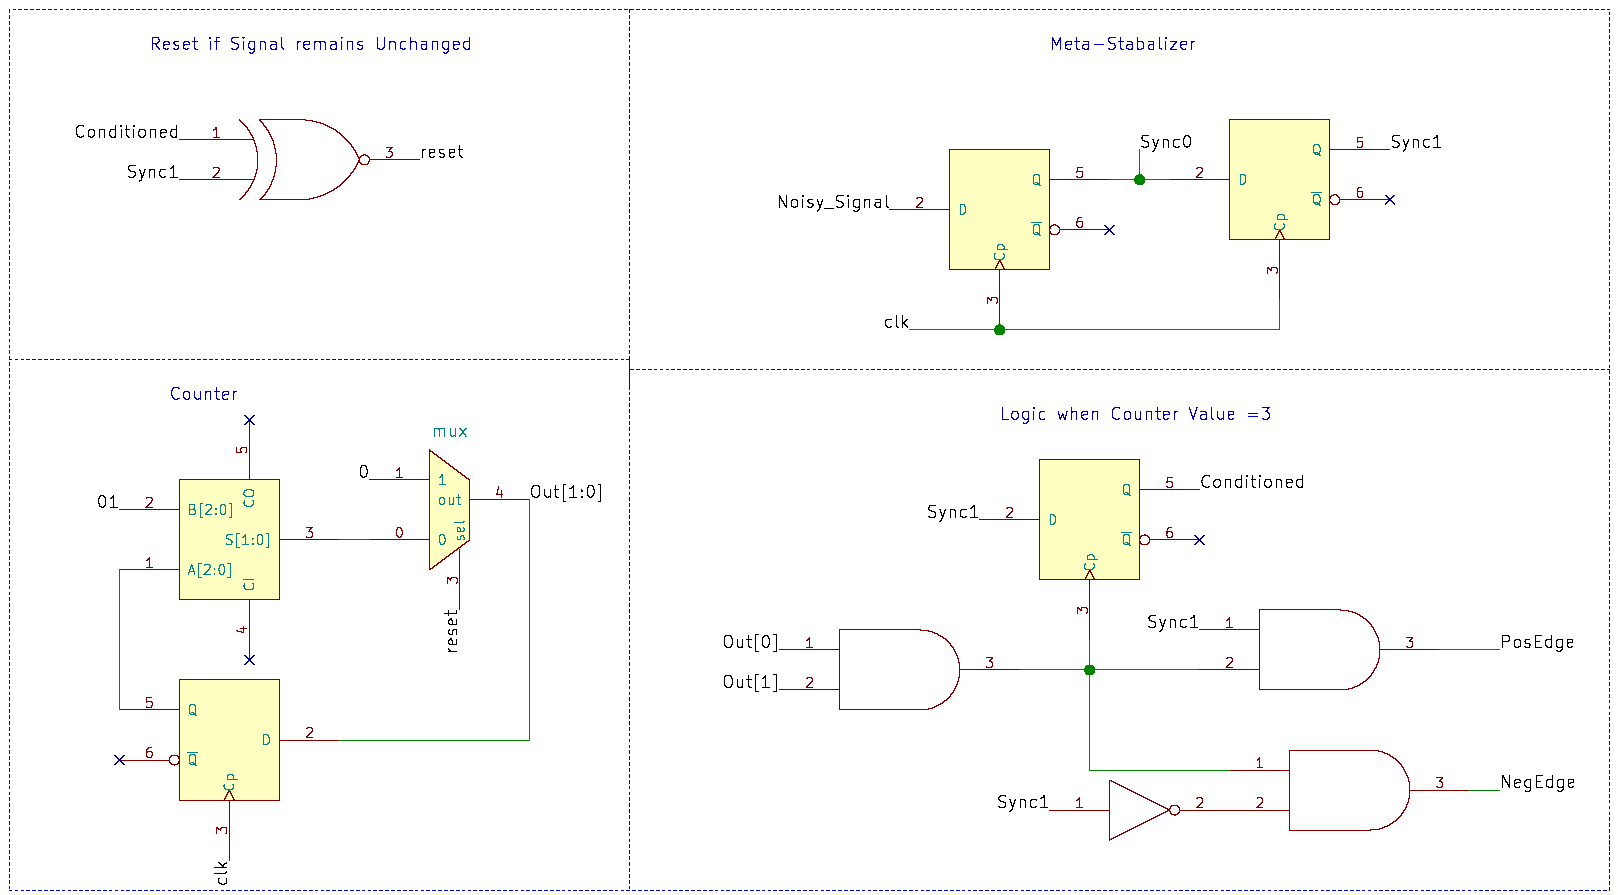 Reset if Signal remains Unchanged
Conditioned 1
Sync1 2
3 reset
Meta-Stabalizer
Noisy_Signal 2
D
Q
5
Q
6
Cp
3
Sync0
2
D
Q
5 Sync1
Q
6
Cp
3
clk
Counter
5
CO
01 2
B[2:0]
S[1:0]
3
1
A[2:0]
CI
4
mux
0 1
1
out
4 Out[1:0]
0
0
sel
3
reset
5
Q
D
2
6
Q
Cp
3
clk
Logic when Counter Value =3
Sync1 2
D
Q
5 Conditioned
Q
6
Cp
3
Out[0] 1
Out[1] 2
3
Sync1 1
2
3 PosEdge
1
Sync1 1
2
2
3 NegEdge